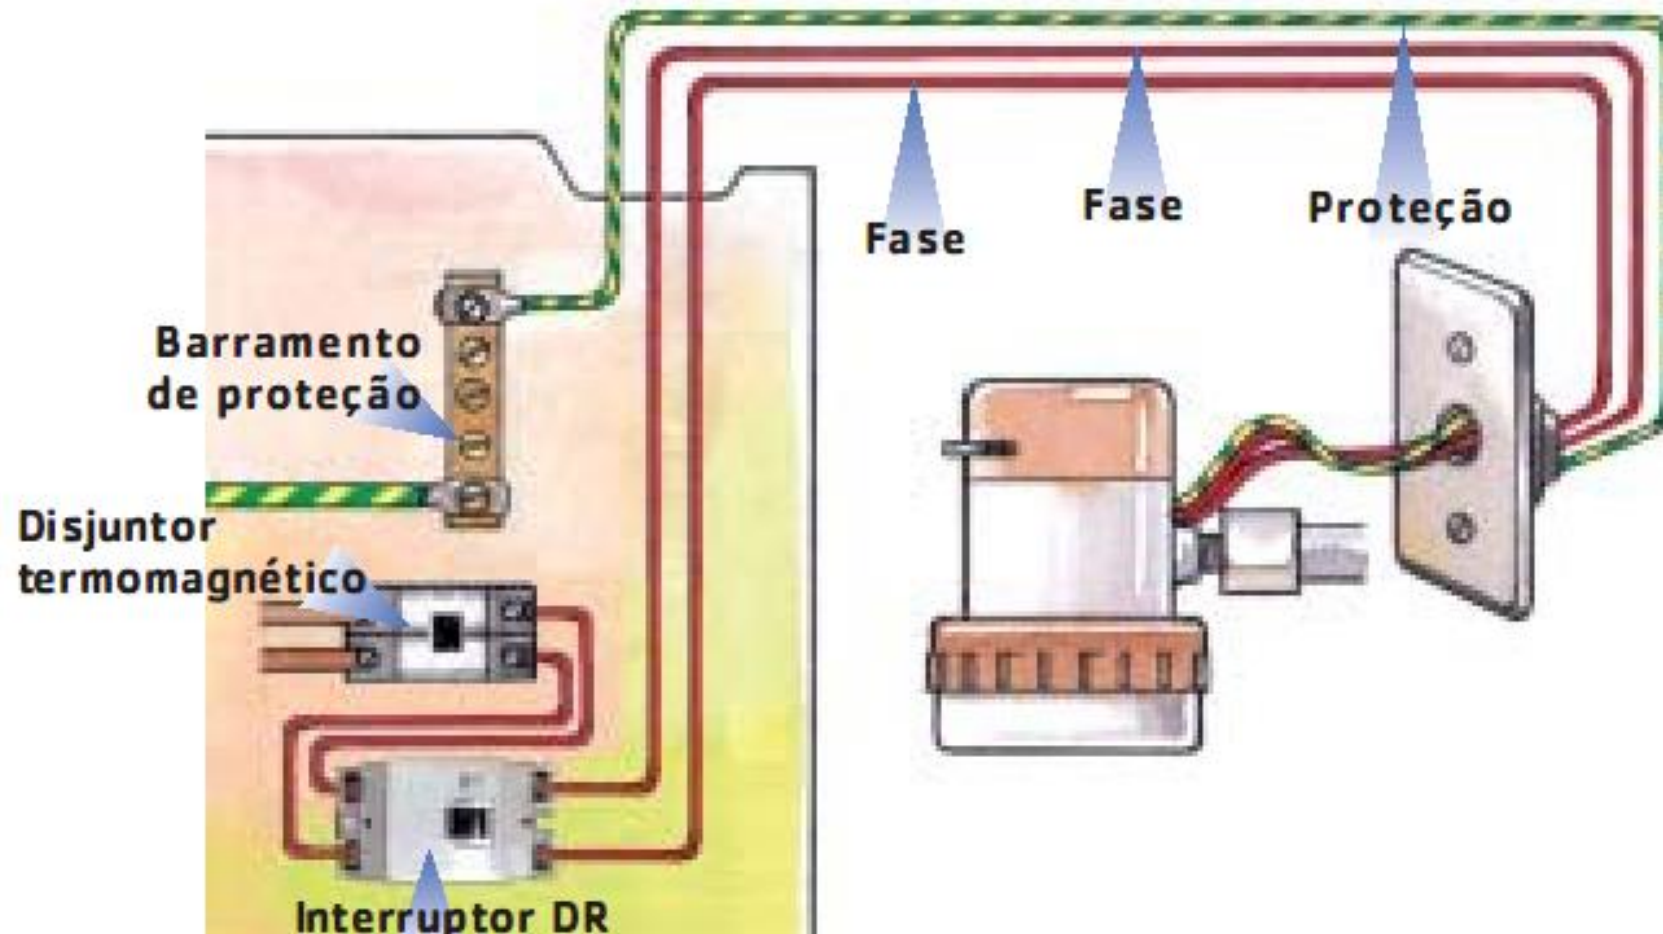 Fase
Fase
Proteção
Barramento
de proteção
Disjuntor
termomagnético
Interruptor DR